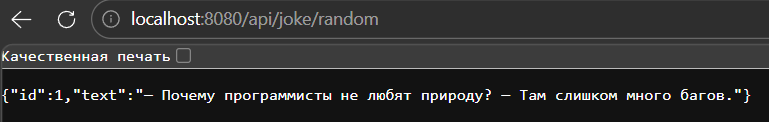 localhost:8080/api/joke/random
Качественная печать
{"id":1,"text":"— Почему программисты не любят природу? — Там слишком много багов."}